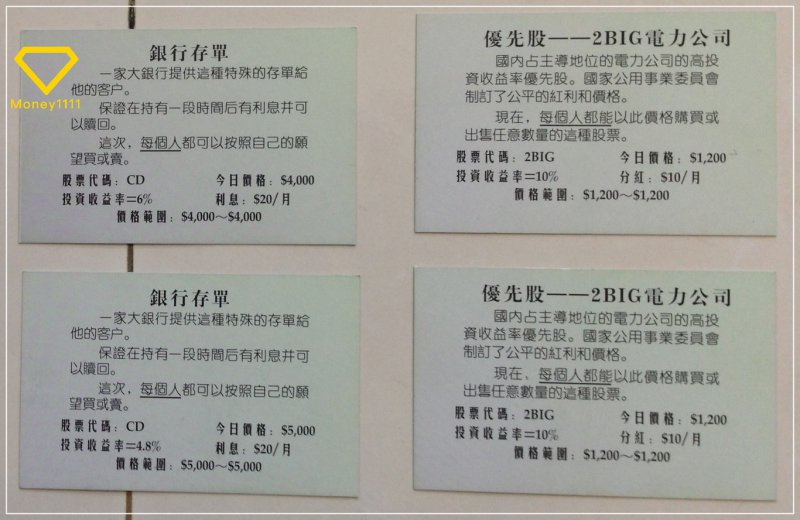 Money1111
銀行存單
一家大銀行提供這種特殊的存單給
他的客户。
保證在持有一段時間后有利息并可
以贖回。
這次，每個人都可以按照自己的願
望買或賣。
股票代碼：CD 今日價格：$4,000
投資收益率=6% 利息：$20/月
價格範圍：$4,000～$4,000
優先股——2BIG電力公司
國内占主導地位的電力公司的高投
資收益率優先股。國家公用事業委員會
制訂了公平的紅利和價格。
現在，每個人都能以此價格購買或
出售任意數量的這種股票。
股票代碼：2BIG 今日價格：$1,200
投資收益率=10% 分紅：$10/月
價格範圍：$1,200～$1,200
銀行存單
一家大銀行提供這種特殊的存單給
他的客户。
保證在持有一段時間后有利息并可
以贖回。
這次，每個人都可以按照自己的願
望買或賣。
股票代碼：CD 今日價格：$5,000
投資收益率=4.8% 利息：$20/月
價格範圍：$5,000～$5,000
優先股——2BIG電力公司
國内占主導地位的電力公司的高投
資收益率優先股。國家公用事業委員會
制訂了公平的紅利和價格。
現在、每個人都能以此價格購買或
出售任意數量的這種股票。
股票代碼：2BIG 今日價格：$1,200
投資收益率=10% 分紅：$10/月
價格範圍：$1,200～$1,200